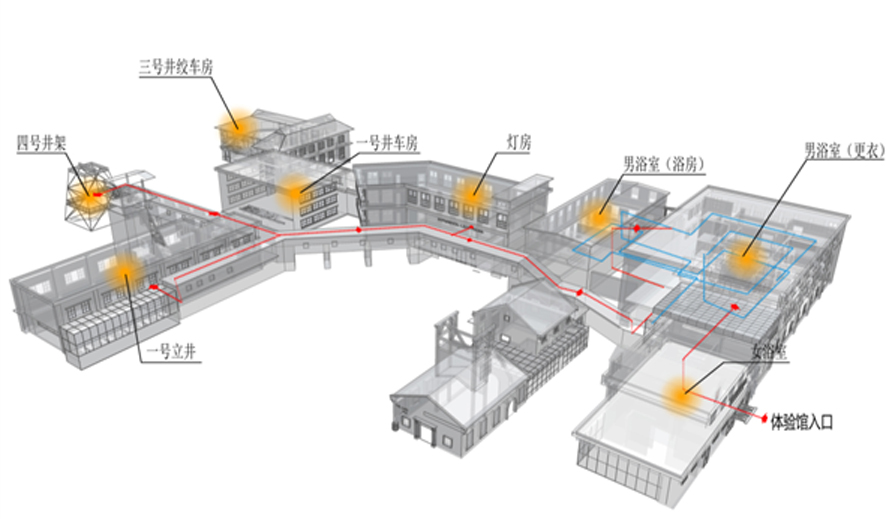 三号井绞车房
四号井架
一号井车房
灯房
男浴室（浴房）
男浴室（更衣）
一号立井
女浴室
体验馆入口